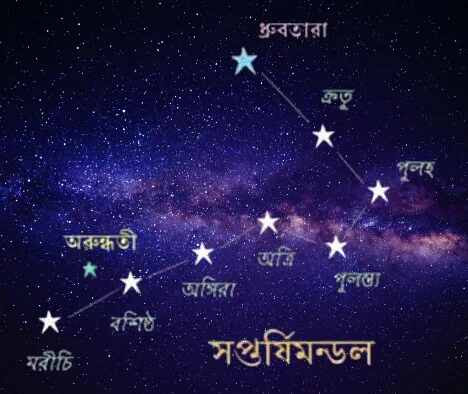 ধ্রুবতারা
ক্রতু
পুলহ
অরুন্ধতী
অত্রি
পুলস্ত্য
অঙ্গিরা
বশিষ্ঠ
মরীচি
সপ্তর্ষিমন্ডল